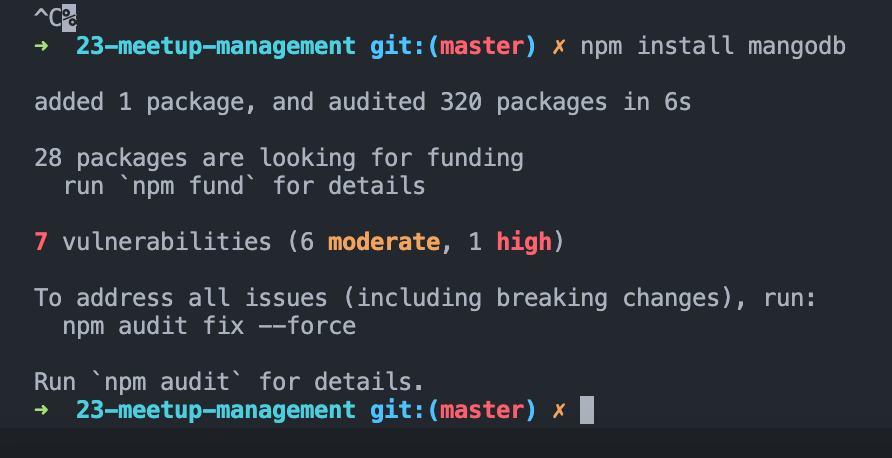 ^C%
➜  23-meetup-management git:(master) ✗ npm install mangodb
added 1 package, and audited 320 packages in 6s
28 packages are looking for funding
  run `npm fund` for details
7 vulnerabilities (6 moderate, 1 high)
To address all issues (including breaking changes), run:
  npm audit fix --force
Run `npm audit` for details.
➜  23-meetup-management git:(master) ✗